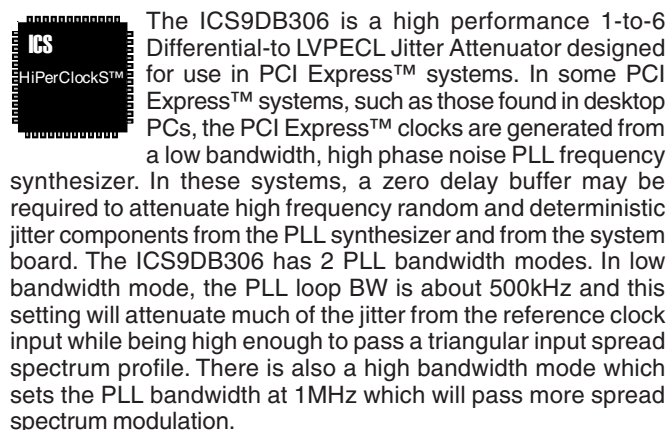 ICS
HiPerClockS™
The ICS9DB306 is a high performance 1-to-6
Differential-to LVPECL Jitter Attenuator designed
for use in PCI Express™ systems. In some PCI
Express™ systems, such as those found in desktop
PCs, the PCI Express™ clocks are generated from
a low bandwidth, high phase noise PLL frequency
synthesizer. In these systems, a zero delay buffer may be
required to attenuate high frequency random and deterministic
jitter components from the PLL synthesizer and from the system
board. The ICS9DB306 has 2 PLL bandwidth modes. In low
bandwidth mode, the PLL loop BW is about 500kHz and this
setting will attenuate much of the jitter from the reference clock
input while being high enough to pass a triangular input spread
spectrum profile. There is also a high bandwidth mode which
sets the PLL bandwidth at 1MHz which will pass more spread
spectrum modulation.